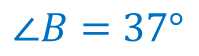 ∠B = 37°